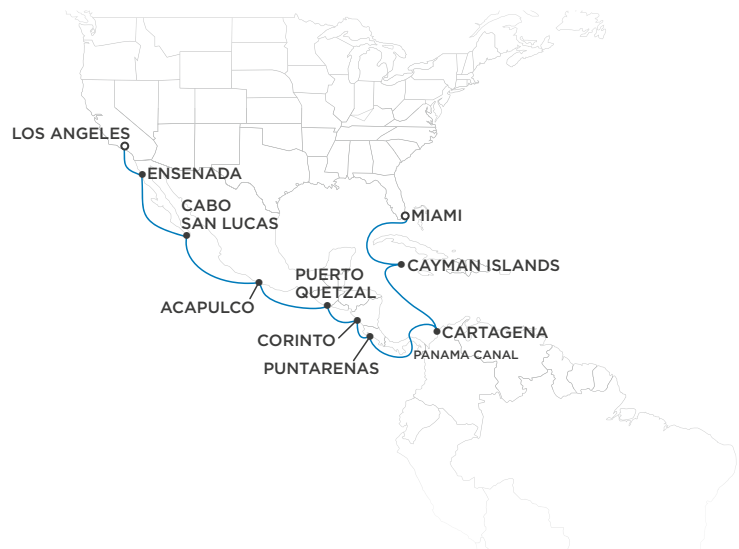 LOS ANGELES
ENSENADA
CABO
SAN LUCAS
MIAMI
CAYMAN ISLANDS
PUERTO
QUETZAL
ACAPULCO
CORINTO
CARTAGENA
PANAMA CANAL
PUNTARENAS